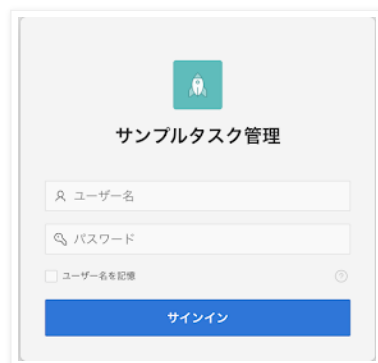 サンプルタスク管理
ユーザー名
パスワード
ユーザー名を記憶
?
サインイン